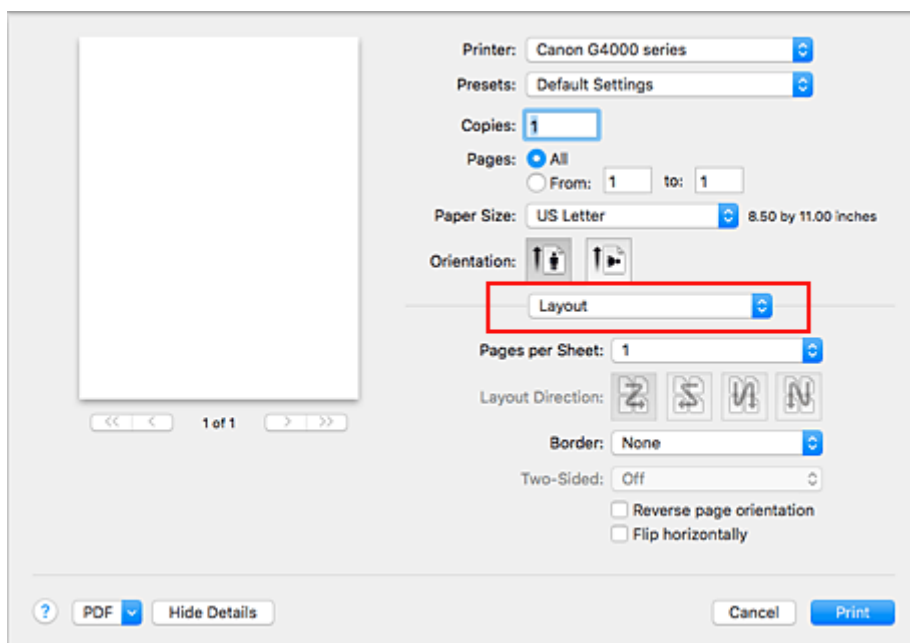 Printer: Canon G4000 series
Presets: Default Settings
Copies: 1
Pages: All
From: 1 to: 1
Paper Size: US Letter 8.50 by 11.00 inches
Orientation:
Layout
Pages per Sheet: 1
Layout Direction:
Border: None
Two-Sided: Off
Reverse page orientation
Flip horizontally
<< < 1 of 1 > >>
? PDF Hide Details Cancel Print